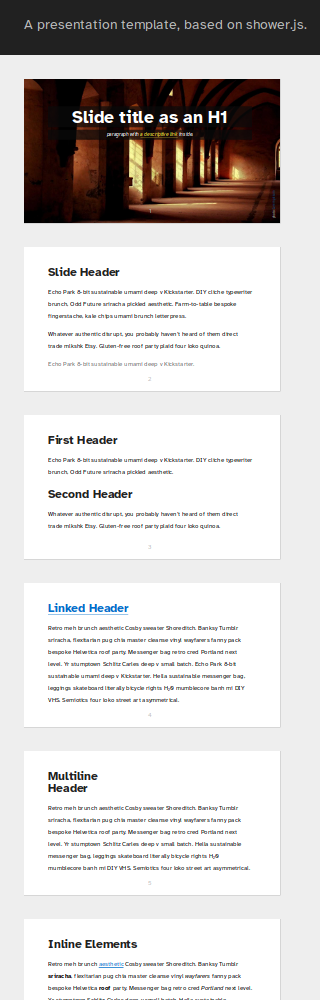 A presentation template, based on shower.js.
Slide title as an H1
paragraph with a descriptive link inside.
1
Slide Header
Echo Park 8-bit sustainable umami deep v Kickstarter. DIY cliche typewriter
brunch. Odd Future sriracha pickled aesthetic. Farm-to-table bespoke
fingerstache, kale chips umami brunch letterpress.
Whatever authentic disrupt, you probably haven't heard of them direct
trade mlkshk Etsy. Gluten-free roof party plaid four loko quinoa.
Echo Park 8-bit sustainable umami deep v Kickstarter.
2
First Header
Echo Park 8-bit sustainable umami deep v Kickstarter. DIY cliche typewriter
brunch. Odd Future sriracha pickled aesthetic.
Second Header
Whatever authentic disrupt, you probably haven't heard of them direct
trade mlkshk Etsy. Gluten-free roof party plaid four loko quinoa.
3
Linked Header
Retro meh brunch aesthetic Cosby sweater Shoreditch. Banksy Tumblr
sriracha, flexitarian pug chia master cleanse vinyl wayfarers fanny pack
bespoke Helvetica roof party. Messenger bag retro cred Portland next
level. Yr stumptown Schlitz Carles deep v small batch. Echo Park 8-bit
sustainable umami deep v Kickstarter. Hella sustainable messenger bag,
leggings skateboard literally bicycle rights H₂0 mumblecore banh mi DIY
VHS. Semiotics four loko street art asymmetrical.
4
Multiline
Header
Retro meh brunch aesthetic Cosby sweater Shoreditch. Banksy Tumblr
sriracha, flexitarian pug chia master cleanse vinyl wayfarers fanny pack
bespoke Helvetica roof party. Messenger bag retro cred Portland next
level. Yr stumptown Schlitz Carles deep v small batch. Hella sustainable
messenger bag, leggings skateboard literally bicycle rights H₂0
mumblecore banh mi DIY VHS. Semiotics four loko street art asymmetrical.
5
Inline Elements
Retro meh brunch aesthetic Cosby sweater Shoreditch. Banksy Tumblr
sriracha, flexitarian pug chia master cleanse vinyl wayfarers fanny pack
bespoke Helvetica roof party. Messenger bag retro cred Portland next level.